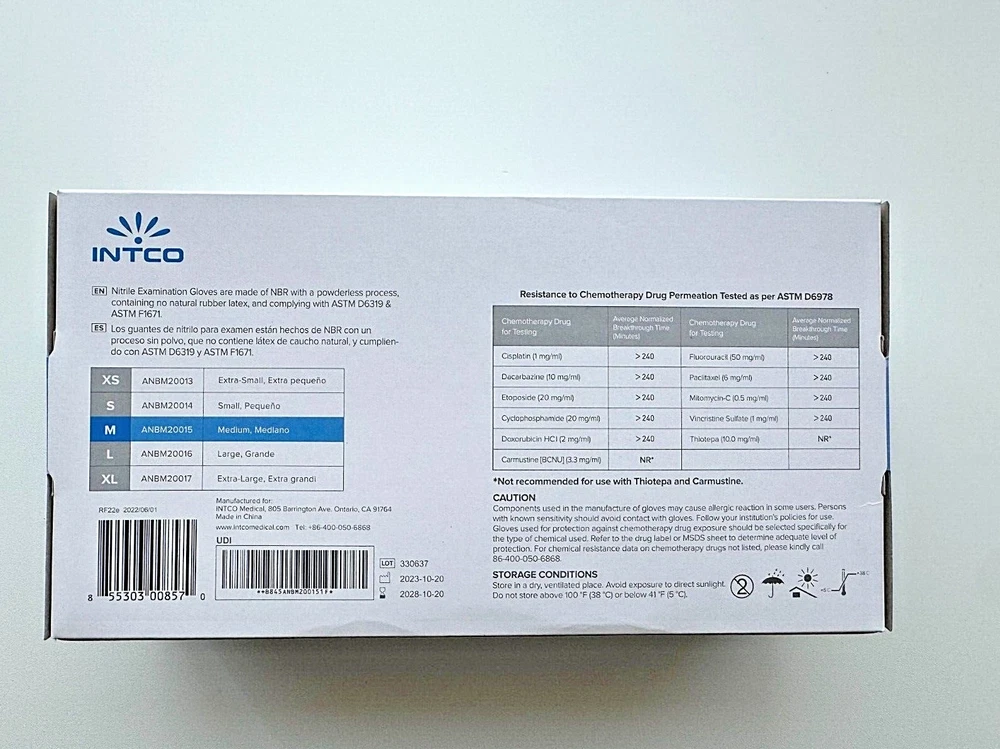 INTCO
EN Nitrile Examination Gloves are made of NBR with a powderless process,
containing no natural rubber latex, and complying with ASTM D6319 &
ASTM F1671.
ES Los guantes de nitrilo para examen están hechos de NBR con un
proceso sin polvo, que no contiene látex de caucho natural, y cumplien-
do con ASTM D6319 y ASTM F1671.
XS ANBM20013 Extra-Small, Extra pequeño
S ANBM20014 Small, Pequeño
M ANBM20015 Medium, Mediano
L ANBM20016 Large, Grande
XL ANBM20017 Extra-Large, Extra grandi
RF22e 2022/06/01
8 55303 00857 0
Manufactured for:
INTCO Medical, 805 Barrington Ave. Ontario, CA 91764
Made in China
www.intcomedical.com Tel: +86-400-050-6868
UDI
**B845ANBM200151F*
LOT 330637
2023-10-20
2028-10-20
Resistance to Chemotherapy Drug Permeation Tested as per ASTM D6978
Chemotherapy Drug for Testing Average Normalized Breakthrough Time (Minutes) Chemotherapy Drug for Testing Average Normalized Breakthrough Time (Minutes)
Cisplatin (1 mg/ml) >240 Fluorouracil (50 mg/ml) >240
Dacarbazine (10 mg/ml) >240 Paclitaxel (6 mg/ml) >240
Etoposide (20 mg/ml) >240 Mitomycin-C (0.5 mg/ml) >240
Cyclophosphamide (20 mg/ml) >240 Vincristine Sulfate (1 mg/ml) >240
Doxorubicin HCl (2 mg/ml) >240 Thiotepa (10.0 mg/ml) NR*
Carmustine [BCNU] (3.3 mg/ml) NR*
*Not recommended for use with Thiotepa and Carmustine.
CAUTION
Components used in the manufacture of gloves may cause allergic reaction in some users. Persons
with known sensitivity should avoid contact with gloves. Follow your institution's policies for use.
Gloves used for protection against chemotherapy drug exposure should be selected specifically for
the type of chemical used. Refer to the drug label or MSDS sheet to determine adequate level of
protection. For chemical resistance data on chemotherapy drugs not listed, please kindly call
86-400-050-6868.
STORAGE CONDITIONS
Store in a dry, ventilated place. Avoid exposure to direct sunlight.
Do not store above 100 °F (38 °C) or below 41 °F (5 °C).
2
+5°C
+38°C